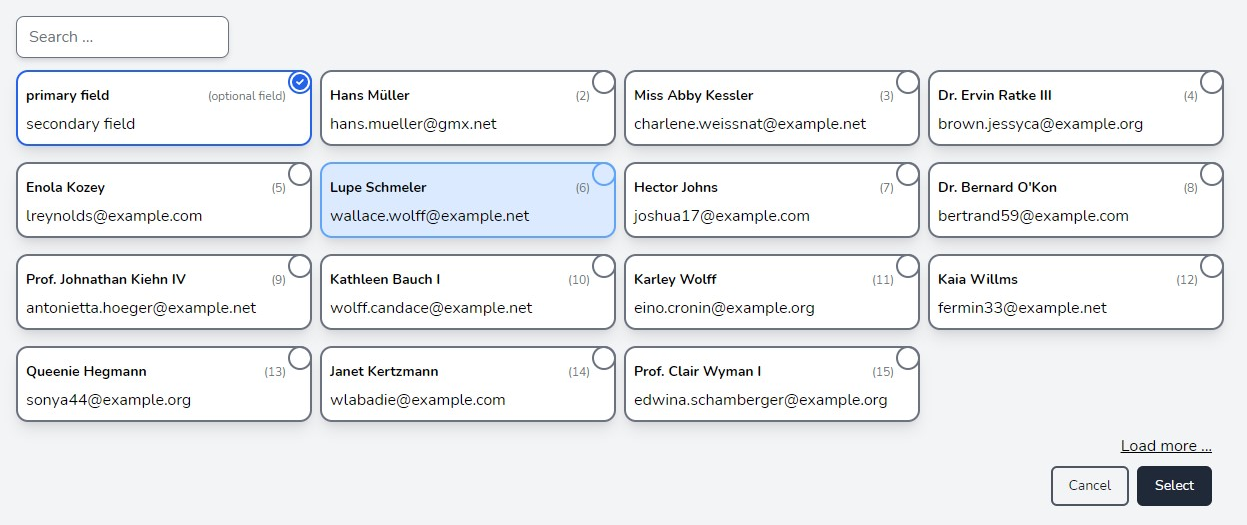 Search ...
primary field (optional field)
secondary field
Hans Müller (2)
hans.mueller@gmx.net
Miss Abby Kessler (3)
charlene.weissnat@example.net
Dr. Ervin Ratke III (4)
brown.jessyca@example.org
Enola Kozey (5)
lreynolds@example.com
Lupe Schmeler (6)
wallace.wolff@example.net
Hector Johns (7)
joshua17@example.com
Dr. Bernard O'Kon (8)
bertrand59@example.com
Prof. Johnathan Kiehn IV (9)
antonietta.hoeger@example.net
Kathleen Bauch I (10)
wolff.candace@example.net
Karley Wolff (11)
eino.cronin@example.org
Kaia Willms (12)
fermin33@example.net
Queenie Hegmann (13)
sonya44@example.org
Janet Kertzmann (14)
wlabadie@example.com
Prof. Clair Wyman I (15)
edwina.schamberger@example.org
Load more ...
Cancel
Select